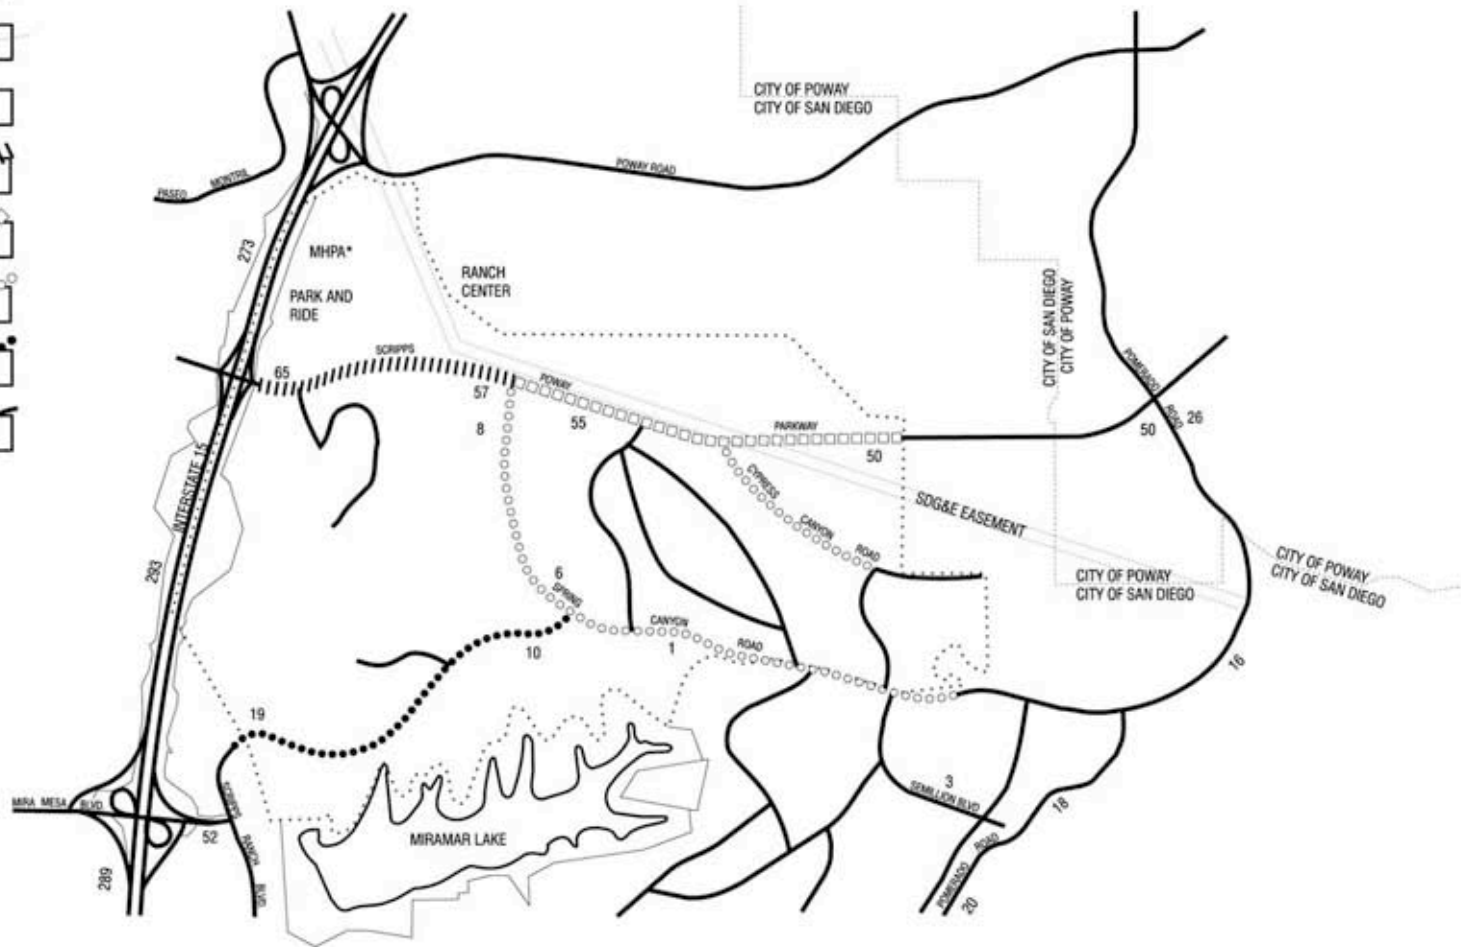 CITY OF POWAY
CITY OF SAN DIEGO
POWAY ROAD
PASEO MONTRIL
273
MHPA*
RANCH
CENTER
PARK AND
RIDE
CITY OF SAN DIEGO
CITY OF POWAY
SCRIPPS
65
57
POWAY
POMERADO ROAD
8
55
PARKWAY
50
50
26
INTERSTATE 15
CYPRESS CANYON ROAD
SDG&E EASEMENT
293
6
SPRING
CANYON
ROAD
1
10
CITY OF POWAY
CITY OF SAN DIEGO
CITY OF POWAY
CITY OF SAN DIEGO
16
19
MIRA MESA BLVD
52
SCRIPPS RANCH BLVD
289
MIRAMAR LAKE
3
SEMILLION BLVD
18
POMERADO ROAD
20